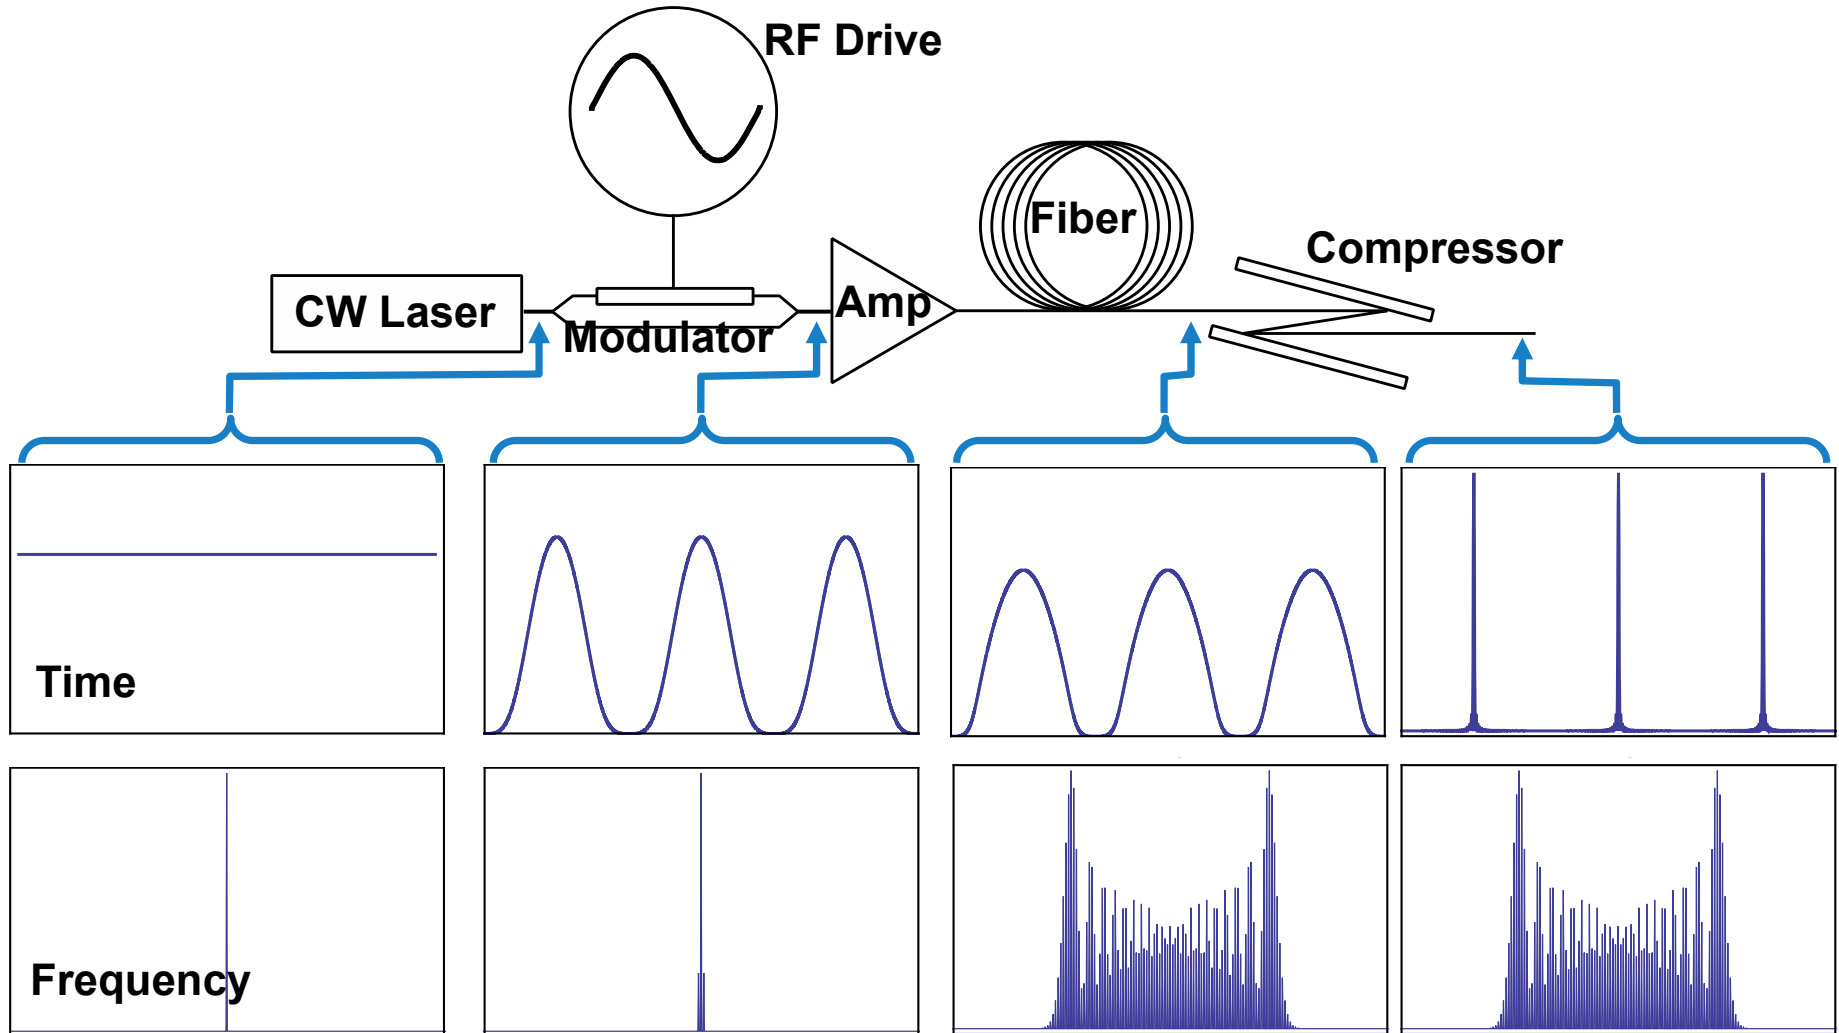 RF Drive
Fiber
Compressor
CW Laser
Modulator
Amp
Time
Frequency